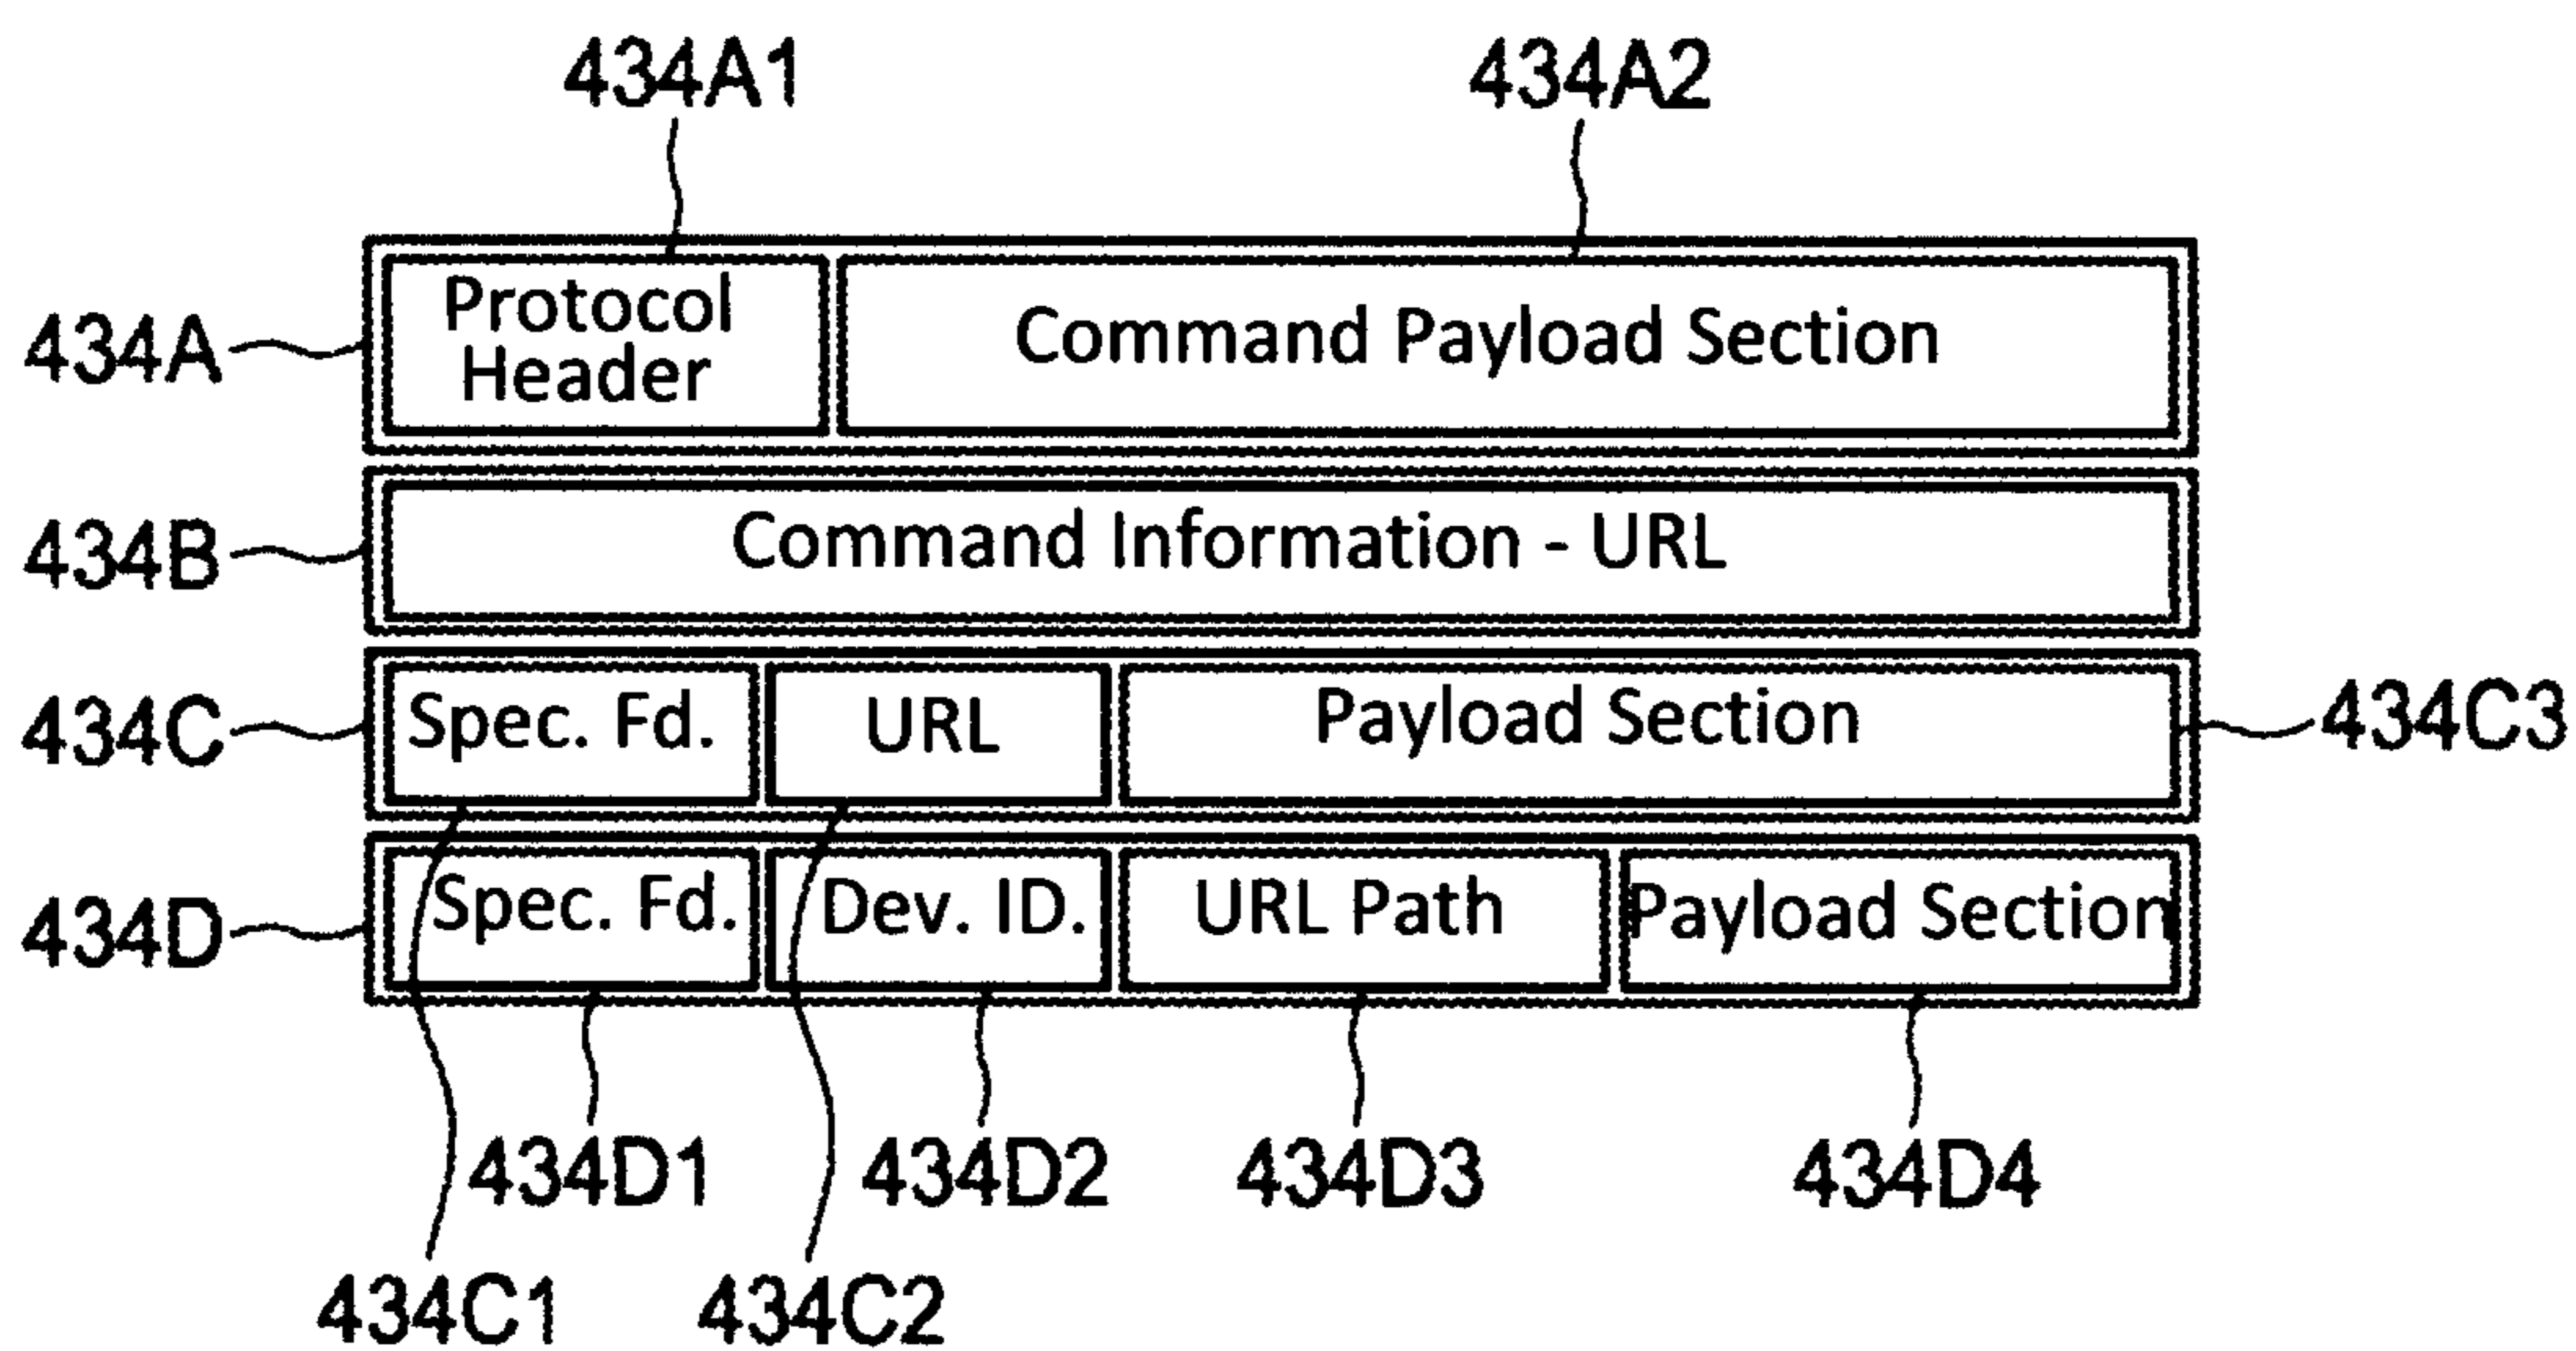 434A1 434A2
434A Protocol Header Command Payload Section
434B Command Information - URL
434C Spec. Fd. URL Payload Section 434C3
434D Spec. Fd. Dev. ID. URL Path Payload Section
434D1 434D2 434D3 434D4
434C1 434C2